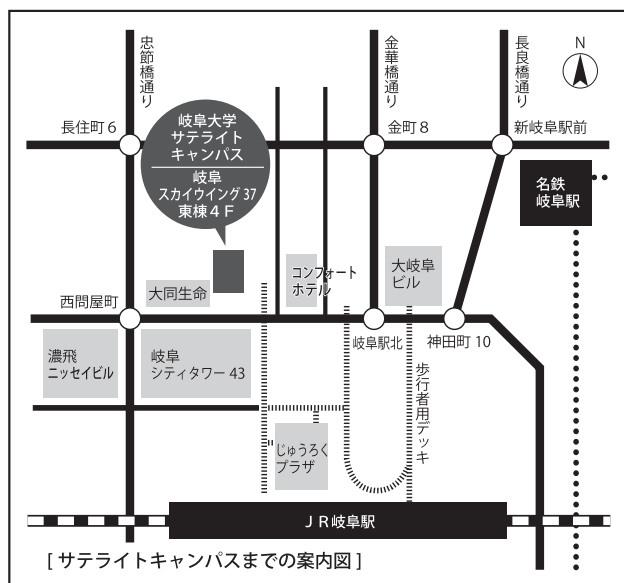 忠節橋通り
金華橋通り
長良橋通り
N
長住町6
岐阜大学
サテライト
キャンパス
岐阜
スカイウイング37
東棟4F
金町8
新岐阜駅前
名鉄
岐阜駅
コンフォート
ホテル
大岐阜
ビル
大同生命
西問屋町
岐阜駅北
神田町10
濃飛
ニッセイビル
岐阜
シティタワー43
歩行者用デッキ
じゅうろく
プラザ
JR岐阜駅
[サテライトキャンパスまでの案内図]